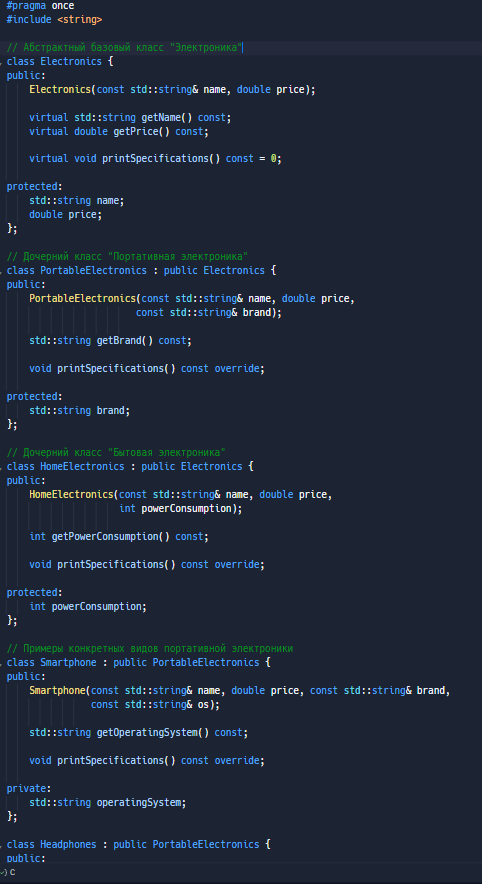 #pragma once
#include <string>
// Абстрактный базовый класс "Электроника"
class Electronics {
public:
    Electronics(const std::string& name, double price);
    virtual std::string getName() const;
    virtual double getPrice() const;
    virtual void printSpecifications() const = 0;
protected:
    std::string name;
    double price;
};
// Дочерний класс "Портативная электроника"
class PortableElectronics : public Electronics {
public:
    PortableElectronics(const std::string& name, double price,
                       const std::string& brand);
    std::string getBrand() const;
    void printSpecifications() const override;
protected:
    std::string brand;
};
// Дочерний класс "Бытовая электроника"
class HomeElectronics : public Electronics {
public:
    HomeElectronics(const std::string& name, double price,
                    int powerConsumption);
    int getPowerConsumption() const;
    void printSpecifications() const override;
protected:
    int powerConsumption;
};
// Примеры конкретных видов портативной электроники
class Smartphone : public PortableElectronics {
public:
    Smartphone(const std::string& name, double price, const std::string& brand,
               const std::string& os);
    std::string getOperatingSystem() const;
    void printSpecifications() const override;
private:
    std::string operatingSystem;
};
class Headphones : public PortableElectronics {
public:
C